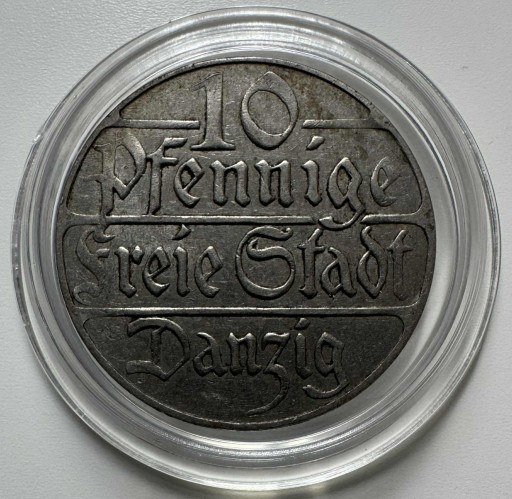 10
Pfennige
Freie Stadt
Danzig